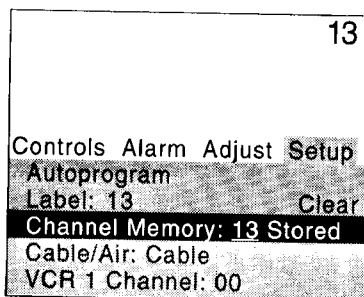 13
Controls Alarm Adjust Setup
Autoprogram
Label: 13 Clear
Channel Memory: 13 Stored
Cable/Air: Cable
VCR 1 Channel: 00